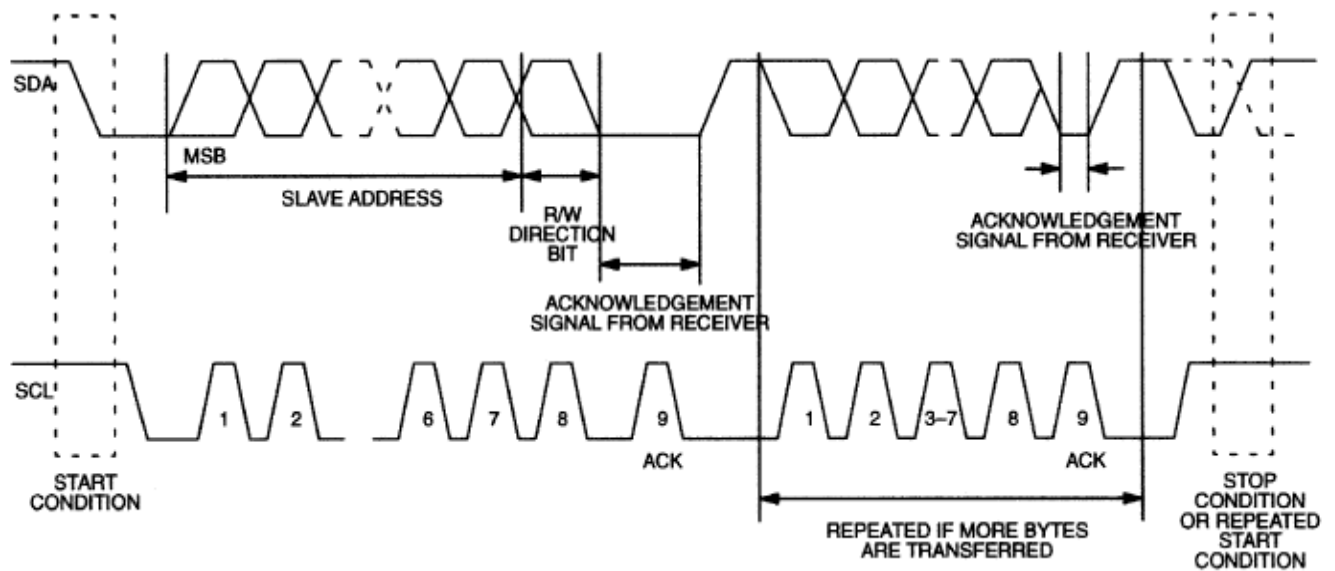 SDA
MSB
SLAVE ADDRESS
R/W
DIRECTION
BIT
ACKNOWLEDGEMENT
SIGNAL FROM RECEIVER
ACKNOWLEDGEMENT
SIGNAL FROM RECEIVER
SCL
1 2 6 7 8 9 1 2 3–7 8 9
ACK ACK
START
CONDITION
REPEATED IF MORE BYTES
ARE TRANSFERRED
STOP
CONDITION
OR REPEATED
START
CONDITION